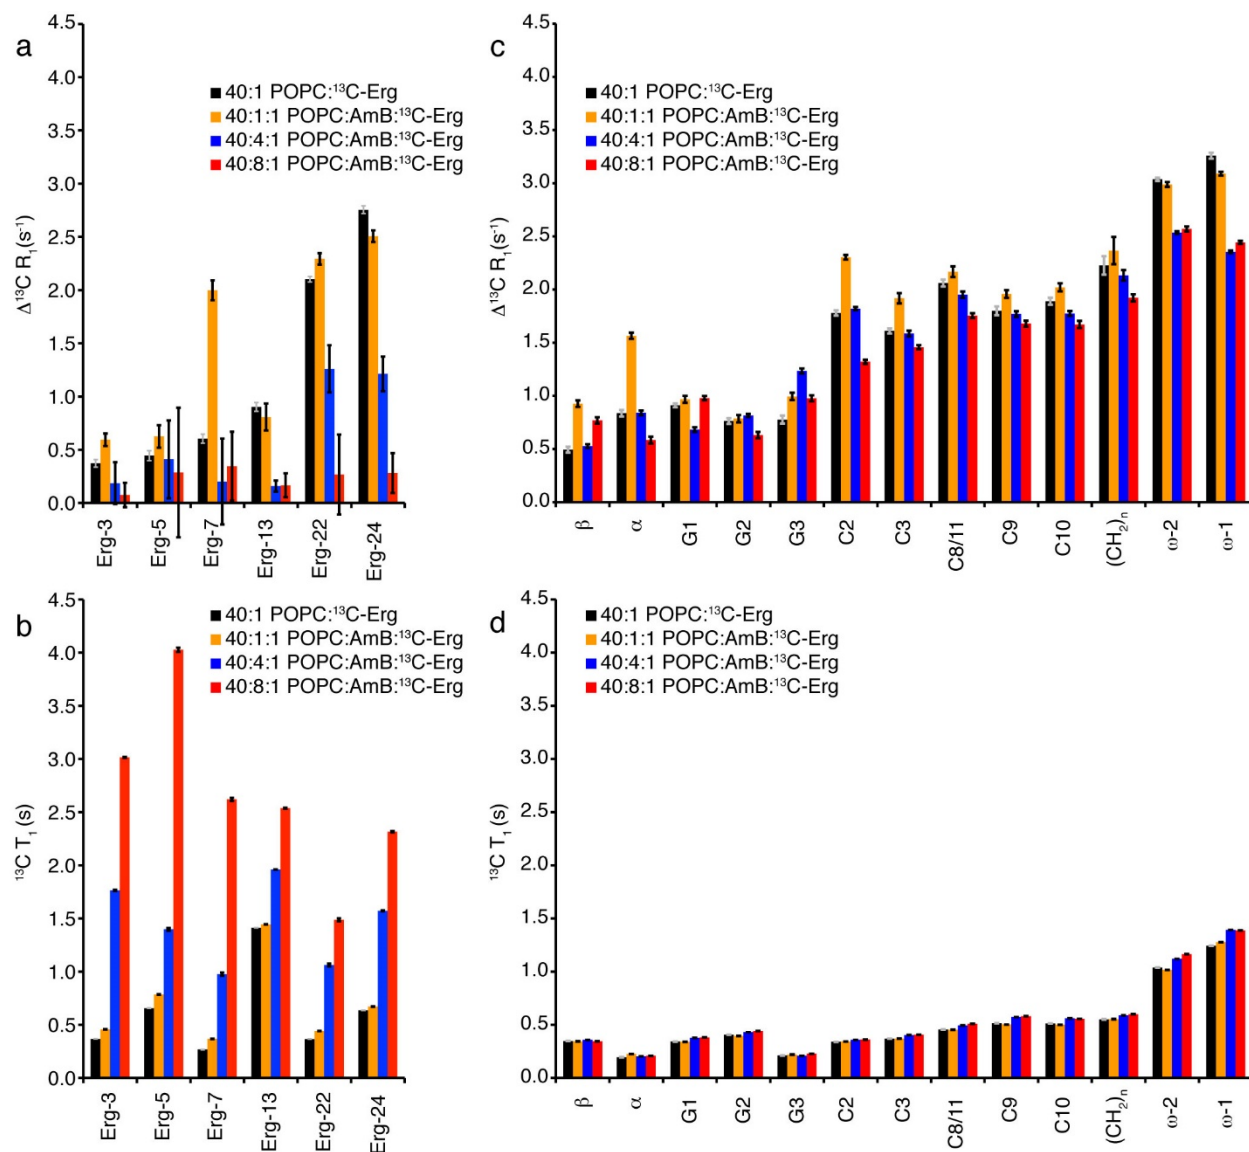 a
4.5
4.0
3.5
3.0
2.5
2.0
1.5
1.0
0.5
0.0
Δ¹³C R₁(s⁻¹)
40:1 POPC:¹³C-Erg
40:1:1 POPC:AmB:¹³C-Erg
40:4:1 POPC:AmB:¹³C-Erg
40:8:1 POPC:AmB:¹³C-Erg
Erg-3 Erg-5 Erg-7 Erg-13 Erg-22 Erg-24
c
4.5
4.0
3.5
3.0
2.5
2.0
1.5
1.0
0.5
0.0
Δ¹³C R₁(s⁻¹)
40:1 POPC:¹³C-Erg
40:1:1 POPC:AmB:¹³C-Erg
40:4:1 POPC:AmB:¹³C-Erg
40:8:1 POPC:AmB:¹³C-Erg
β α G1 G2 G3 C2 C3 C8/11 C9 C10 (CH₂)ₙ ω-2 ω-1
b
4.5
4.0
3.5
3.0
2.5
2.0
1.5
1.0
0.5
0.0
¹³C T₁ (s)
40:1 POPC:¹³C-Erg
40:1:1 POPC:AmB:¹³C-Erg
40:4:1 POPC:AmB:¹³C-Erg
40:8:1 POPC:AmB:¹³C-Erg
Erg-3 Erg-5 Erg-7 Erg-13 Erg-22 Erg-24
d
4.5
4.0
3.5
3.0
2.5
2.0
1.5
1.0
0.5
0.0
¹³C T₁ (s)
40:1 POPC:¹³C-Erg
40:1:1 POPC:AmB:¹³C-Erg
40:4:1 POPC:AmB:¹³C-Erg
40:8:1 POPC:AmB:¹³C-Erg
β α G1 G2 G3 C2 C3 C8/11 C9 C10 (CH₂)ₙ ω-2 ω-1